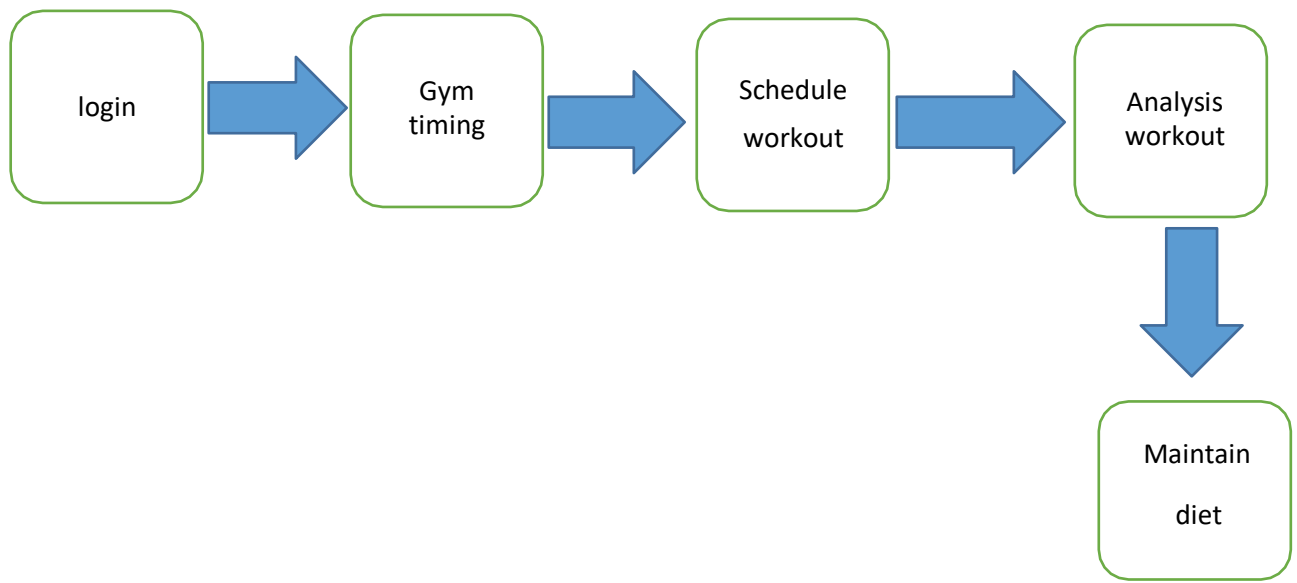 login
Gym
timing
Schedule
workout
Analysis
workout
Maintain
diet